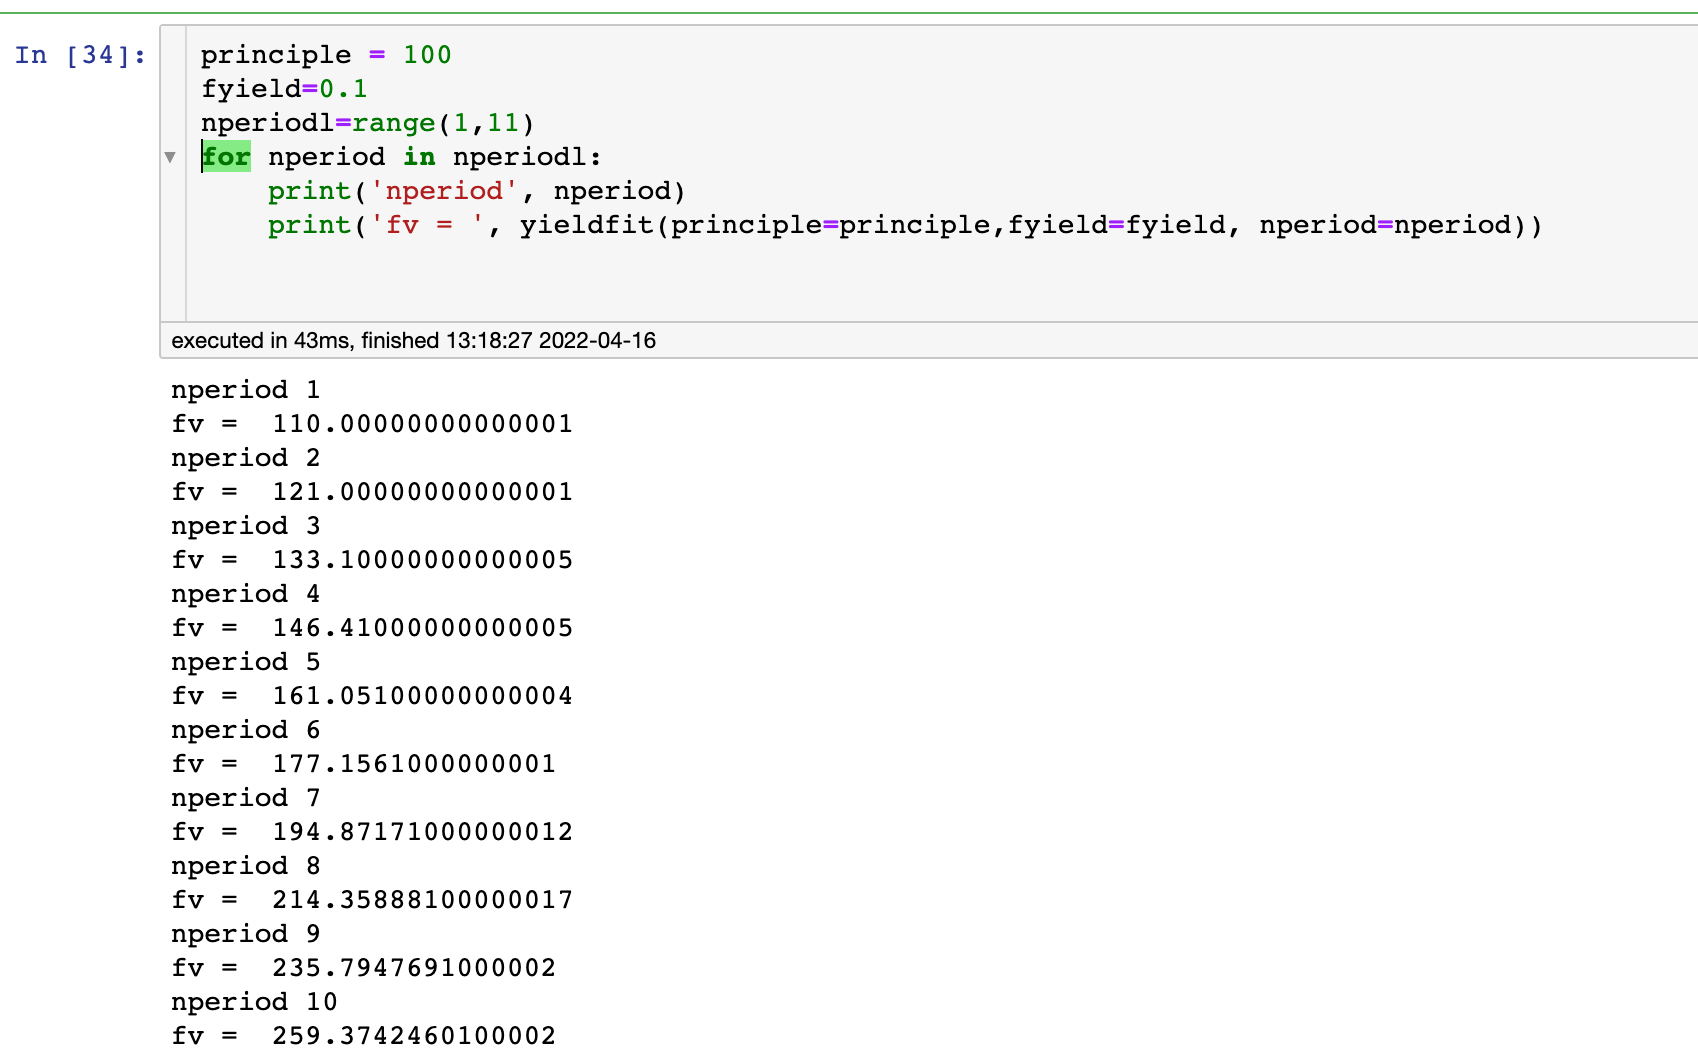 In [34]:
principle = 100
fyield=0.1
nperiodl=range(1,11)
for nperiod in nperiodl:
    print('nperiod', nperiod)
    print('fv = ', yieldfit(principle=principle,fyield=fyield, nperiod=nperiod))
executed in 43ms, finished 13:18:27 2022-04-16
nperiod 1
fv =  110.00000000000001
nperiod 2
fv =  121.00000000000001
nperiod 3
fv =  133.10000000000005
nperiod 4
fv =  146.41000000000005
nperiod 5
fv =  161.05100000000004
nperiod 6
fv =  177.1561000000001
nperiod 7
fv =  194.87171000000012
nperiod 8
fv =  214.35888100000017
nperiod 9
fv =  235.7947691000002
nperiod 10
fv =  259.3742460100002